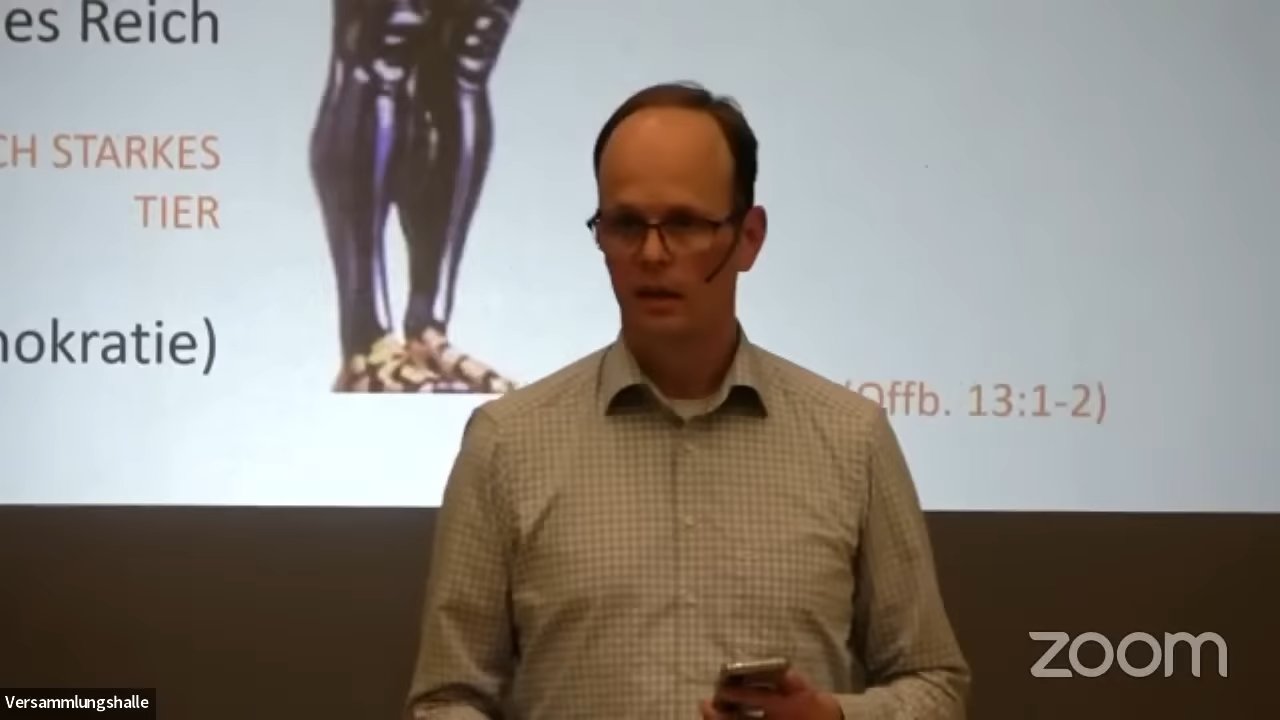 es Reich
CH STARKES
TIER
nokratie)
(Offb. 13:1-2)
zoom
Versammlungshalle